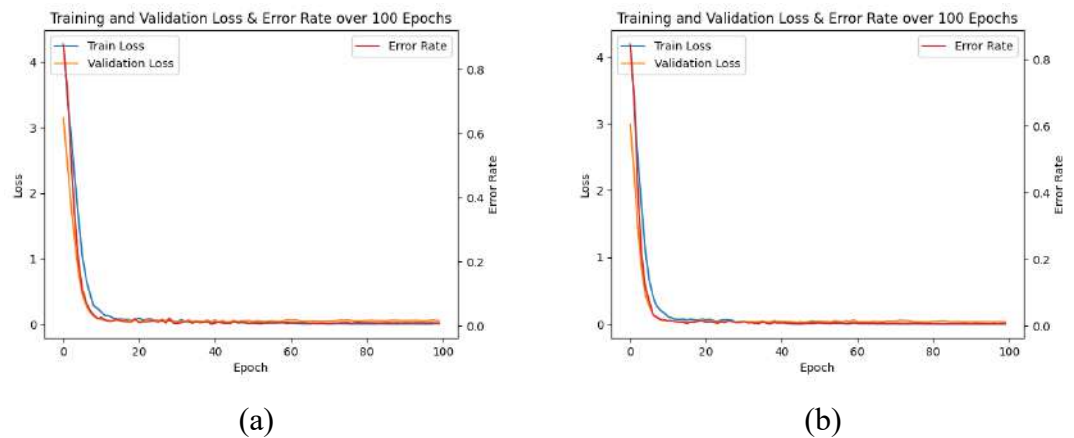 Training and Validation Loss & Error Rate over 100 Epochs
Train Loss
Validation Loss
Error Rate
4
3
2
1
0
Loss
0.8
0.6
0.4
0.2
0.0
Error Rate
0 20 40 60 80 100
Epoch
(a)
Training and Validation Loss & Error Rate over 100 Epochs
Train Loss
Validation Loss
Error Rate
4
3
2
1
0
Loss
0.8
0.6
0.4
0.2
0.0
Error Rate
0 20 40 60 80 100
Epoch
(b)